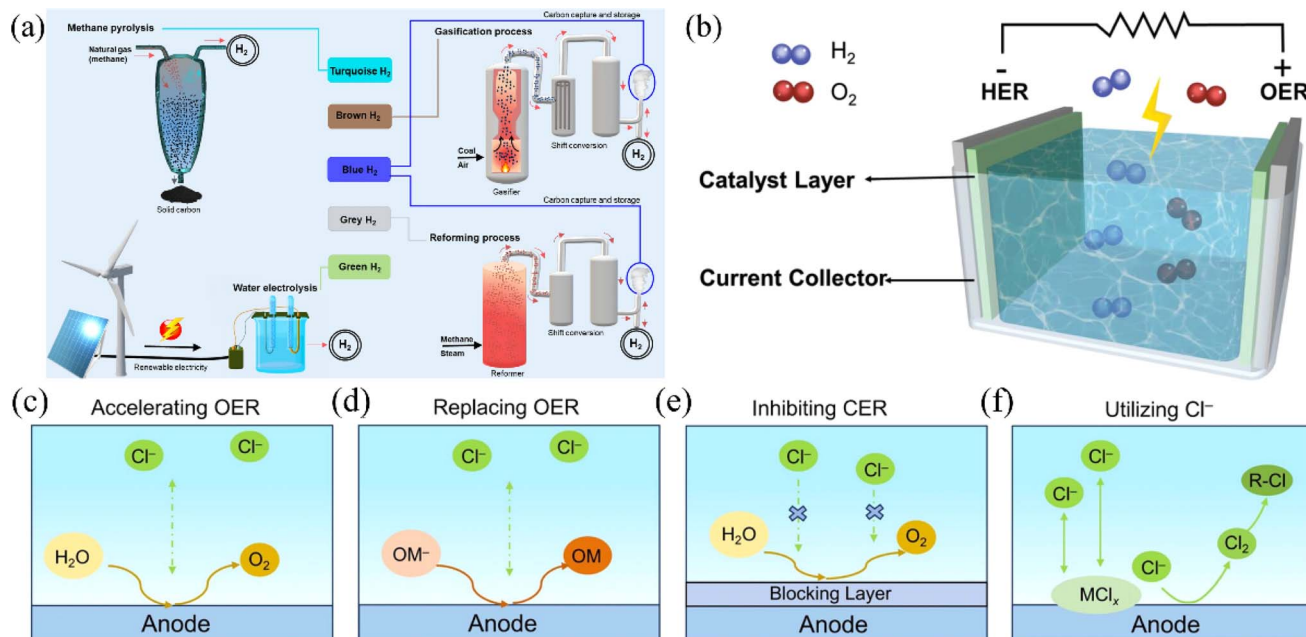 (a)
Methane pyrolysis
Natural gas
(methane)
H₂
Solid carbon
Turquoise H₂
Brown H₂
Blue H₂
Grey H₂
Green H₂
Carbon capture and storage
Gasification process
Coal
Air
Gasifier
Shift conversion
H₂
Carbon capture and storage
Reforming process
Methane
Steam
Reformer
Shift conversion
H₂
Water electrolysis
Renewable electricity
H₂
(b)
H₂
O₂
-
HER
+
OER
Catalyst Layer
Current Collector
(c)
Accelerating OER
Cl⁻
Cl⁻
H₂O
O₂
Anode
(d)
Replacing OER
Cl⁻
Cl⁻
OM⁻
OM
Anode
(e)
Inhibiting CER
Cl⁻
Cl⁻
H₂O
O₂
Blocking Layer
Anode
(f)
Utilizing Cl⁻
Cl⁻
Cl⁻
R-Cl
Cl₂
Cl⁻
MClₓ
Anode